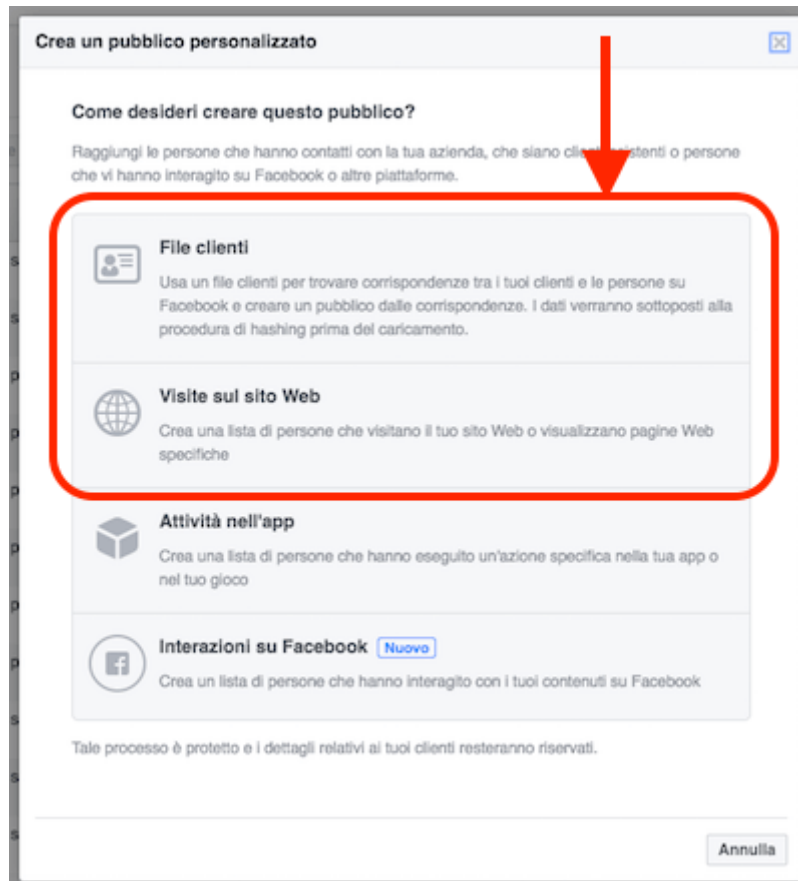 Crea un pubblico personalizzato
Come desideri creare questo pubblico?
Raggiungi le persone che hanno contatti con la tua azienda, che siano clienti esistenti o persone
che vi hanno interagito su Facebook o altre piattaforme.
File clienti
Usa un file clienti per trovare corrispondenze tra i tuoi clienti e le persone su
Facebook e creare un pubblico dalle corrispondenze. I dati verranno sottoposti alla
procedura di hashing prima del caricamento.
Visite sul sito Web
Crea una lista di persone che visitano il tuo sito Web o visualizzano pagine Web
specifiche
Attività nell'app
Crea una lista di persone che hanno eseguito un'azione specifica nella tua app o
nel tuo gioco
Interazioni su Facebook Nuovo
Crea un lista di persone che hanno interagito con i tuoi contenuti su Facebook
Tale processo è protetto e i dettagli relativi ai tuoi clienti resteranno riservati.
Annulla